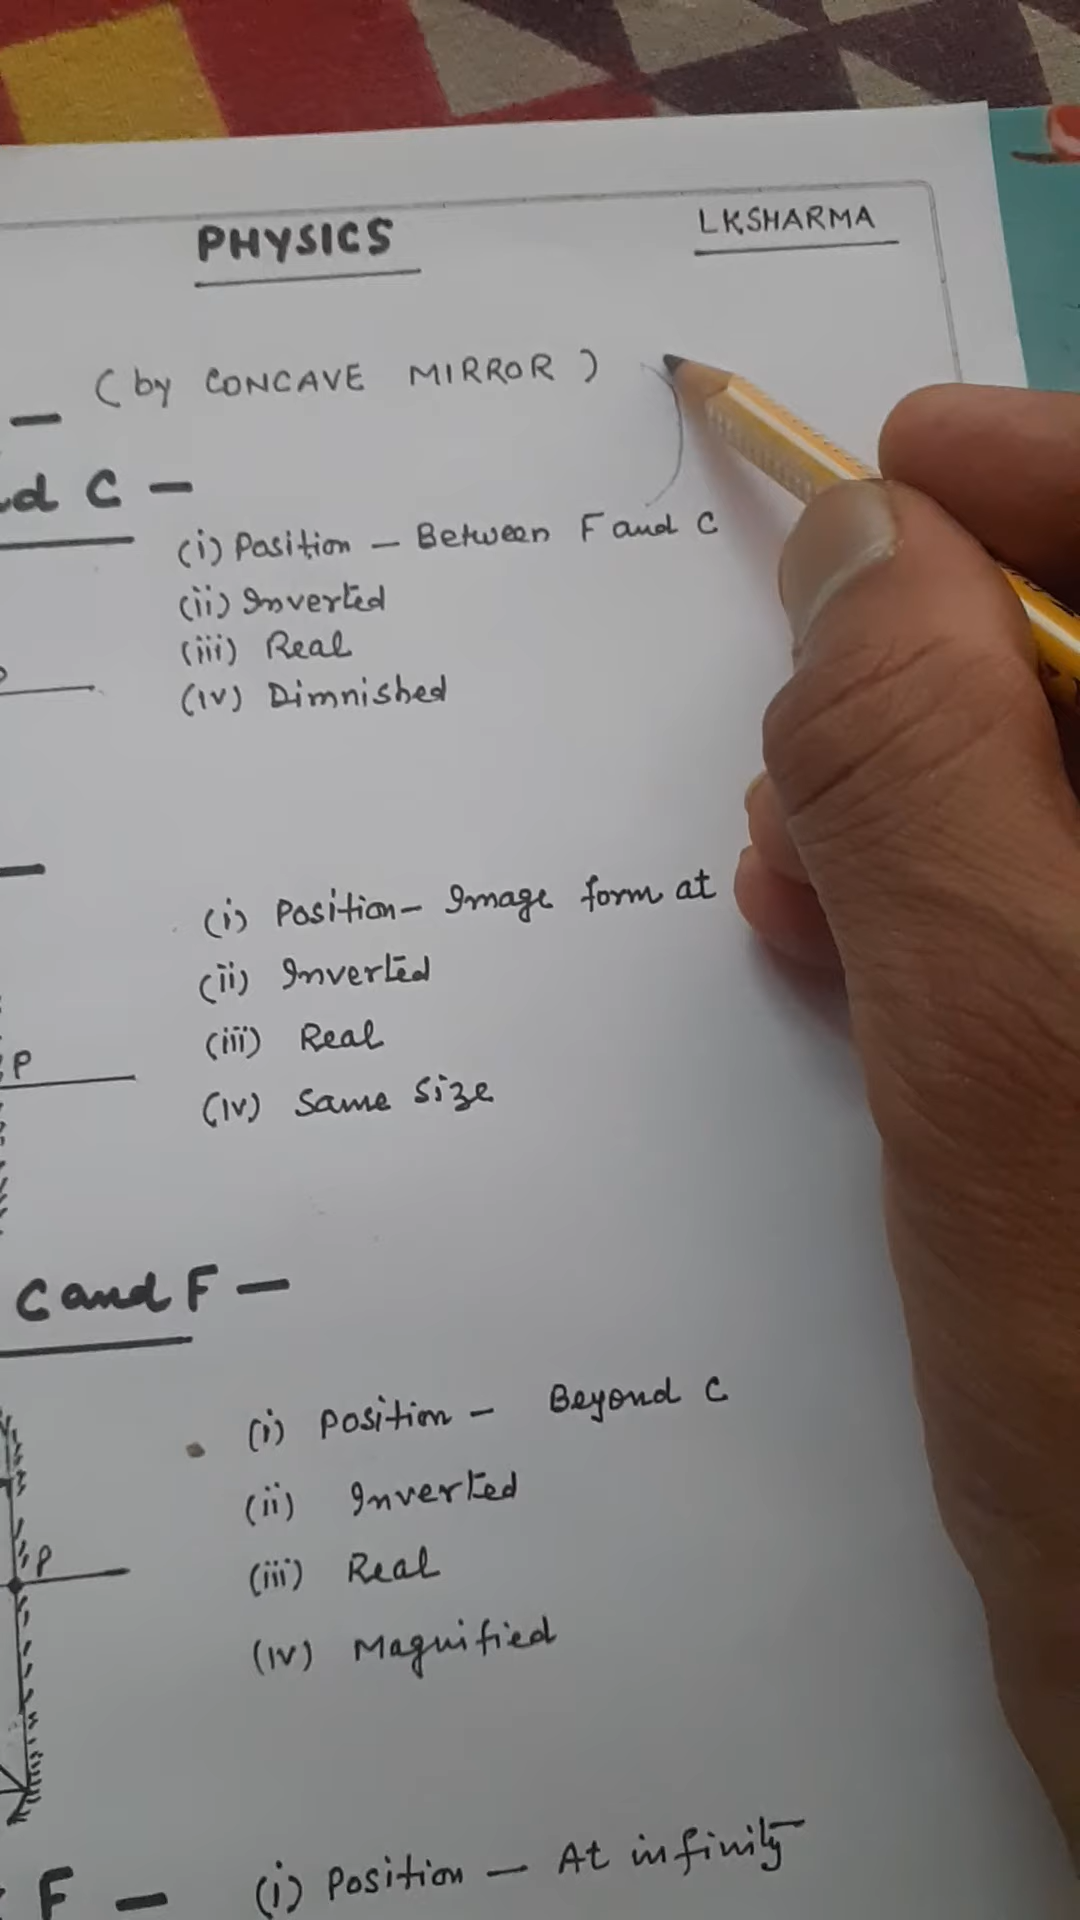 PHYSICS
LKSHARMA
(by CONCAVE MIRROR)
d C -
(i) Position - Between F and C
(ii) Inverted
(iii) Real
(iv) Dimnished
(i) Position - Image form at
(ii) Inverted
(iii) Real
P
(iv) Same Size
C and F -
(i) Position - Beyond C
(ii) Inverted
P
(iii) Real
(iv) Magnified
F - (i) Position - At infinity